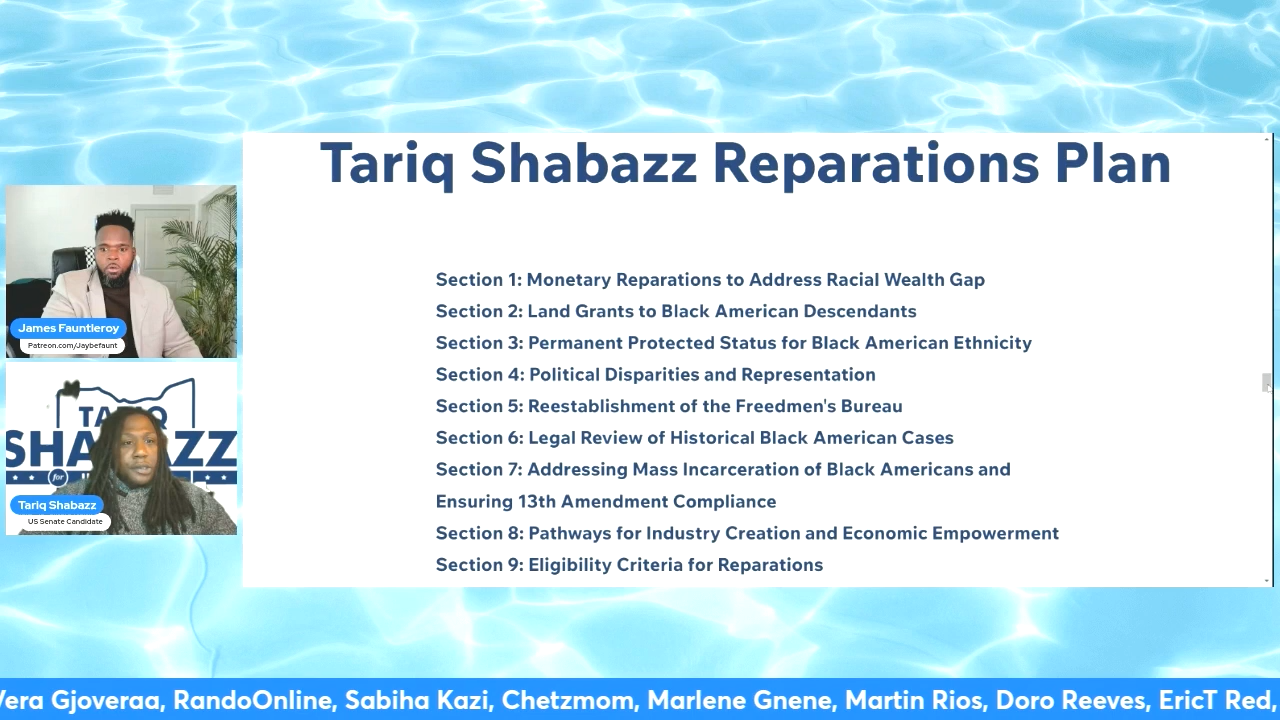 Tariq Shabazz Reparations Plan
Section 1: Monetary Reparations to Address Racial Wealth Gap
Section 2: Land Grants to Black American Descendants
Section 3: Permanent Protected Status for Black American Ethnicity
Section 4: Political Disparities and Representation
Section 5: Reestablishment of the Freedmen's Bureau
Section 6: Legal Review of Historical Black American Cases
Section 7: Addressing Mass Incarceration of Black Americans and
Ensuring 13th Amendment Compliance
Section 8: Pathways for Industry Creation and Economic Empowerment
Section 9: Eligibility Criteria for Reparations
James Fauntleroy
Patreon.com/Jaybefaunt
for
Tariq Shabazz
US Senate Candidate
Gjoveraa, RandoOnline, Sabiha Kazi, Chetzmom, Marlene Gnene, Martin Rios, Doro Reeves, EricT Red,